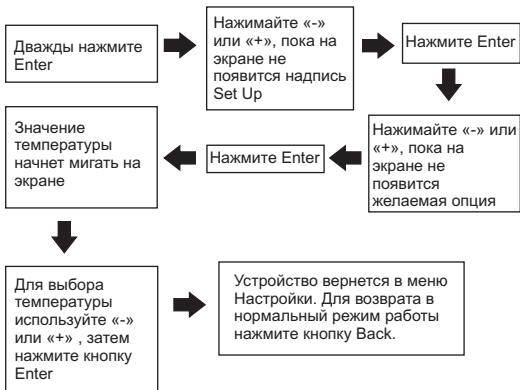 Дважды нажмите
Enter
Нажимайте «-»
или «+», пока на
экране не
появится надпись
Set Up
Нажмите Enter
Нажимайте «-» или
«+», пока на
экране не
появится
желаемая опция
Нажмите Enter
Значение
температуры
начнет мигать на
экране
Для выбора
температуры
используйте «-»
или «+» , затем
нажмите кнопку
Enter
Устройство вернется в меню
Настройки. Для возврата в
нормальный режим работы
нажмите кнопку Back.